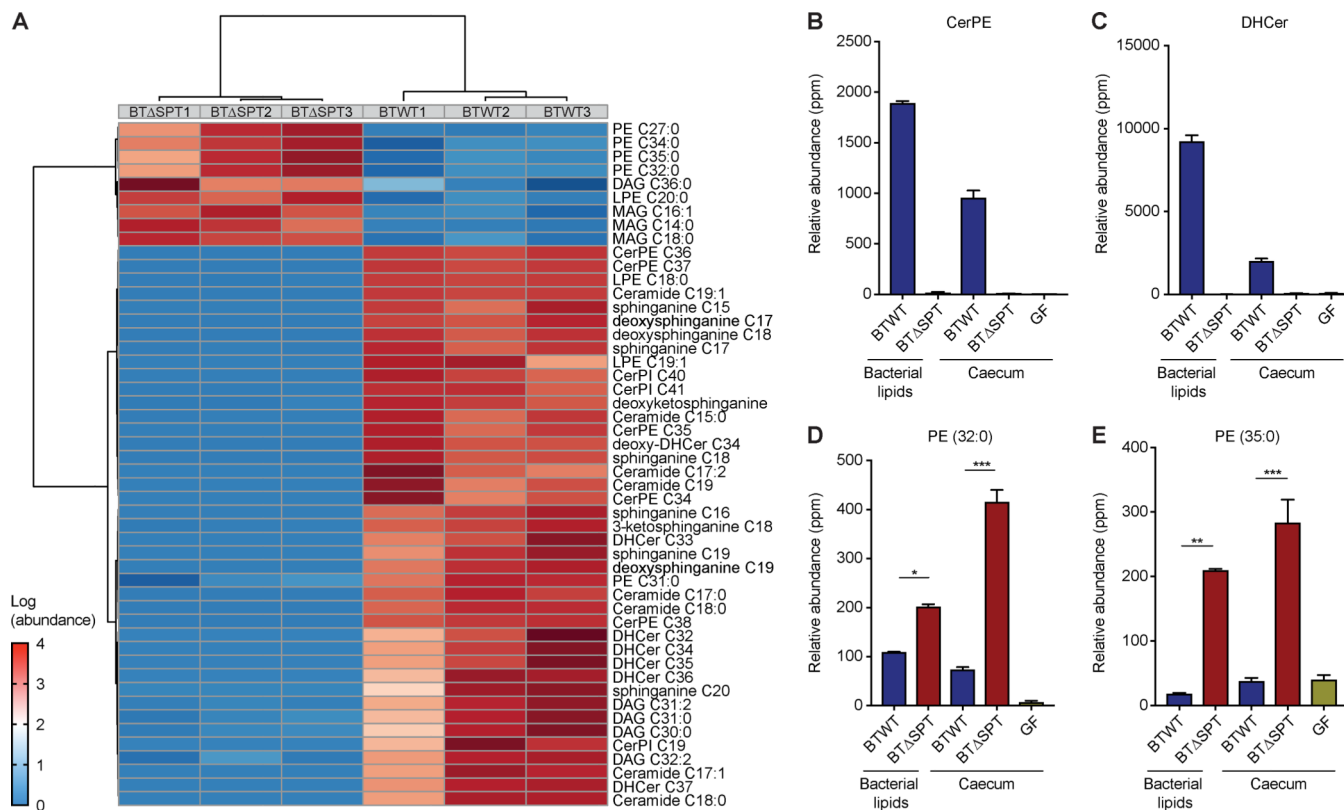 A
BTΔSPT1 BTΔSPT2 BTΔSPT3 BTWT1 BTWT2 BTWT3
PE C27:0
PE C34:0
PE C35:0
PE C32:0
DAG C36:0
LPE C20:0
MAG C16:1
MAG C14:0
MAG C18:0
CerPE C36
CerPE C37
LPE C18:0
Ceramide C19:1
sphinganine C15
deoxysphinganine C17
deoxysphinganine C18
sphinganine C17
LPE C19:1
CerPI C40
CerPI C41
deoxyketosphinganine
Ceramide C15:0
CerPE C35
deoxy-DHCer C34
sphinganine C18
Ceramide C17:2
Ceramide C19
CerPE C34
sphinganine C16
3-ketosphinganine C18
DHCer C33
sphinganine C19
deoxysphinganine C19
PE C31:0
Ceramide C17:0
Ceramide C18:0
CerPE C38
DHCer C32
DHCer C34
DHCer C35
DHCer C36
sphinganine C20
DAG C31:2
DAG C31:0
DAG C30:0
CerPI C19
DAG C32:2
Ceramide C17:1
DHCer C37
Ceramide C18:0
Log
(abundance)
4
3
2
1
0
B
CerPE
Relative abundance (ppm)
2500
2000
1500
1000
500
0
BTWT BTΔSPT BTWT BTΔSPT GF
Bacterial
lipids
Caecum
C
DHCer
Relative abundance (ppm)
15000
10000
5000
0
BTWT BTΔSPT BTWT BTΔSPT GF
Bacterial
lipids
Caecum
D
PE (32:0)
Relative abundance (ppm)
500
400
300
200
100
0
*
***
BTWT BTΔSPT BTWT BTΔSPT GF
Bacterial
lipids
Caecum
E
PE (35:0)
Relative abundance (ppm)
400
300
200
100
0
**
***
BTWT BTΔSPT BTWT BTΔSPT GF
Bacterial
lipids
Caecum